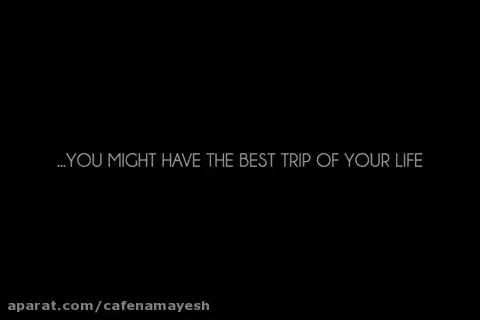 ...YOU MIGHT HAVE THE BEST TRIP OF YOUR LIFE
aparat.com/cafenamayesh